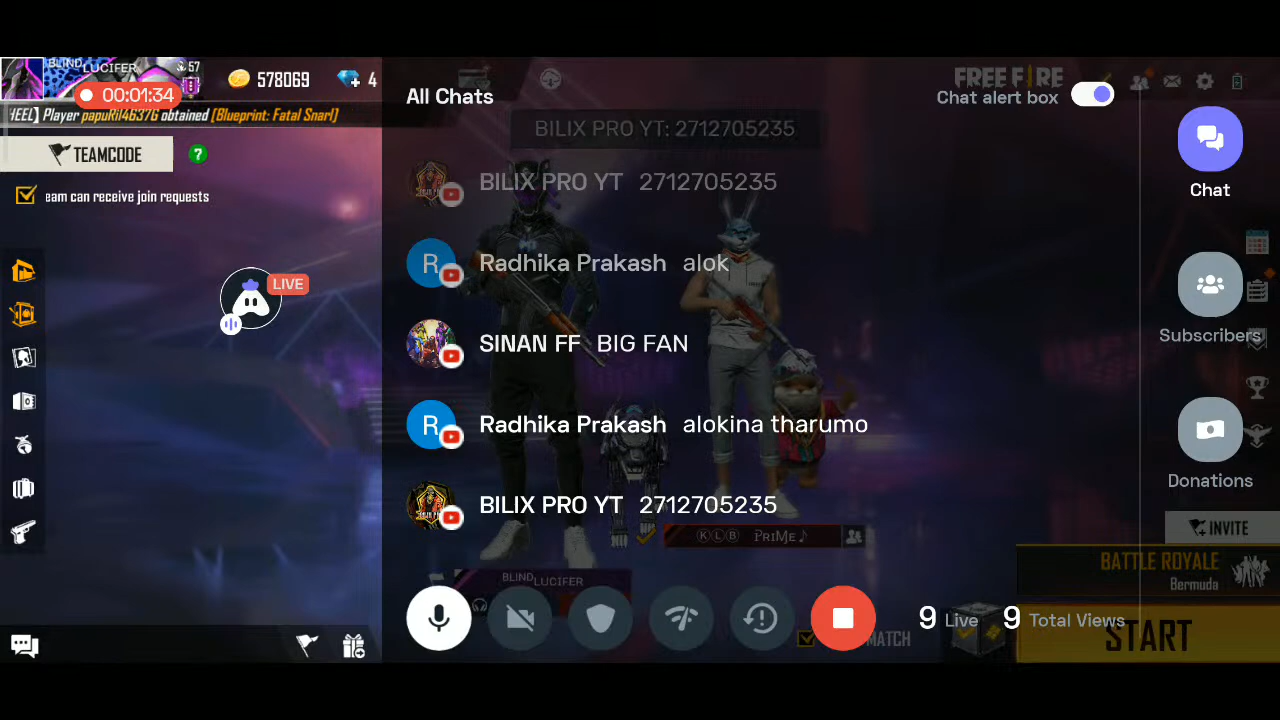 BLIND LUCIFER
57
00:01:34
578069
4
HEEL] Player papuRii46376 obtained [Blueprint: Fatal Snarl]
TEAMCODE
?
eam can receive join requests
LIVE
All Chats
FREE FIRE
Chat alert box
BILIX PRO YT: 2712705235
BILIX PRO YT 2712705235
R Radhika Prakash alok
SINAN FF BIG FAN
R Radhika Prakash alokina tharumo
BILIX PRO YT 2712705235
ⓀⓁⒷ PRIME♪
BLIND LUCIFER
Chat
Subscribers
Donations
INVITE
BATTLE ROYALE
Bermuda
9 Live 9 Total Views
MATCH
START